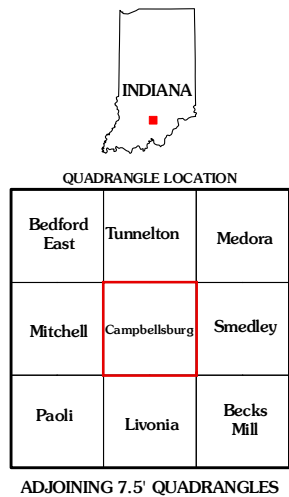 INDIANA
QUADRANGLE LOCATION
Bedford
East
Tunnelton
Medora
Mitchell
Campbellsburg
Smedley
Paoli
Livonia
Becks
Mill
ADJOINING 7.5' QUADRANGLES